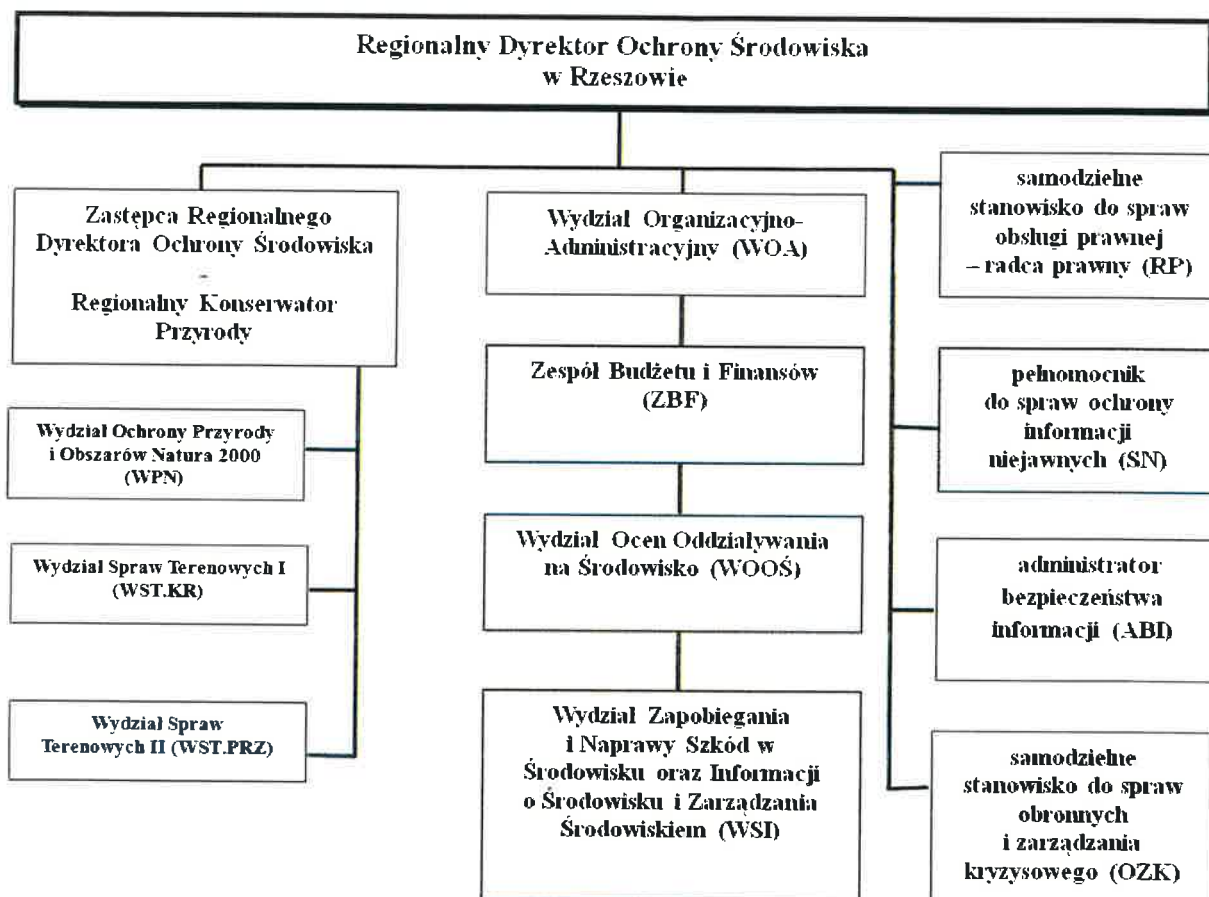 Regionalny Dyrektor Ochrony Środowiska
w Rzeszowie
Zastępca Regionalnego
Dyrektora Ochrony Środowiska
–
Regionalny Konserwator
Przyrody
Wydział Ochrony Przyrody
i Obszarów Natura 2000
(WPN)
Wydział Spraw Terenowych I
(WST.KR)
Wydział Spraw
Terenowych II (WST.PRZ)
Wydział Organizacyjno-
Administracyjny (WOA)
Zespół Budżetu i Finansów
(ZBF)
Wydział Ocen Oddziaływania
na Środowisko (WOOŚ)
Wydział Zapobiegania
i Naprawy Szkód w
Środowisku oraz Informacji
o Środowisku i Zarządzania
Środowiskiem (WSI)
samodzielne
stanowisko do spraw
obsługi prawnej
– radca prawny (RP)
pełnomocnik
do spraw ochrony
informacji
niejawnych (SN)
administrator
bezpieczeństwa
informacji (ABI)
samodzielne
stanowisko do spraw
obronnych
i zarządzania
kryzysowego (OZK)